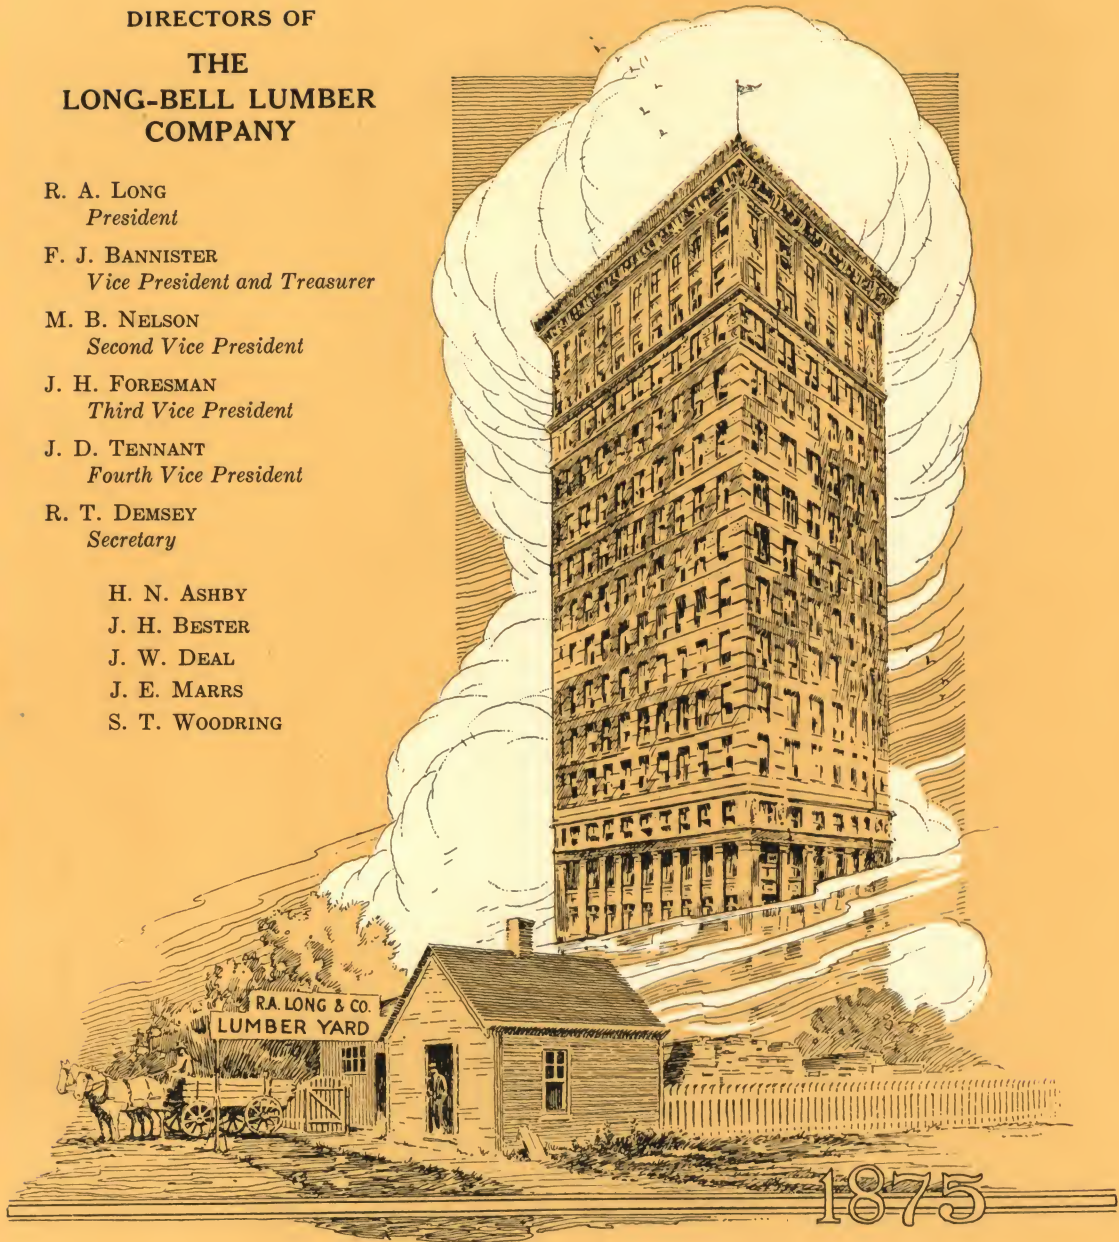 DIRECTORS OF
THE
LONG-BELL LUMBER
COMPANY
R. A. LONG
President
F. J. BANNISTER
Vice President and Treasurer
M. B. NELSON
Second Vice President
J. H. FORESMAN
Third Vice President
J. D. TENNANT
Fourth Vice President
R. T. DEMSEY
Secretary
H. N. ASHBY
J. H. BESTER
J. W. DEAL
J. E. MARRS
S. T. WOODRING
R.A. LONG & CO.
LUMBER YARD
1875